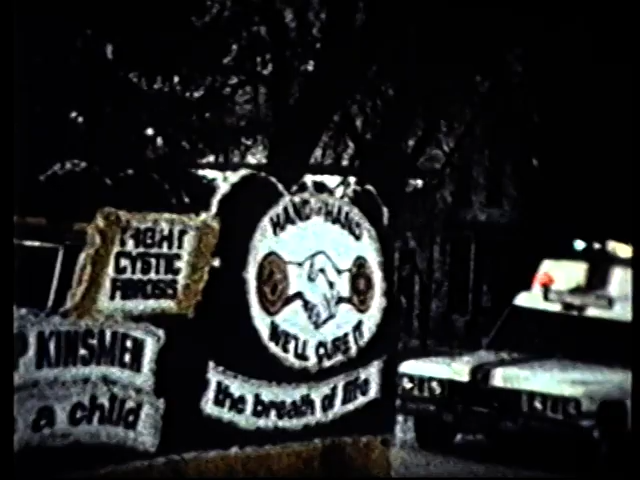 FIGHT
CYSTIC
FIBROSIS
KINSMEN
a child
HAND in HAND
WE'LL CURE IT
the breath of life